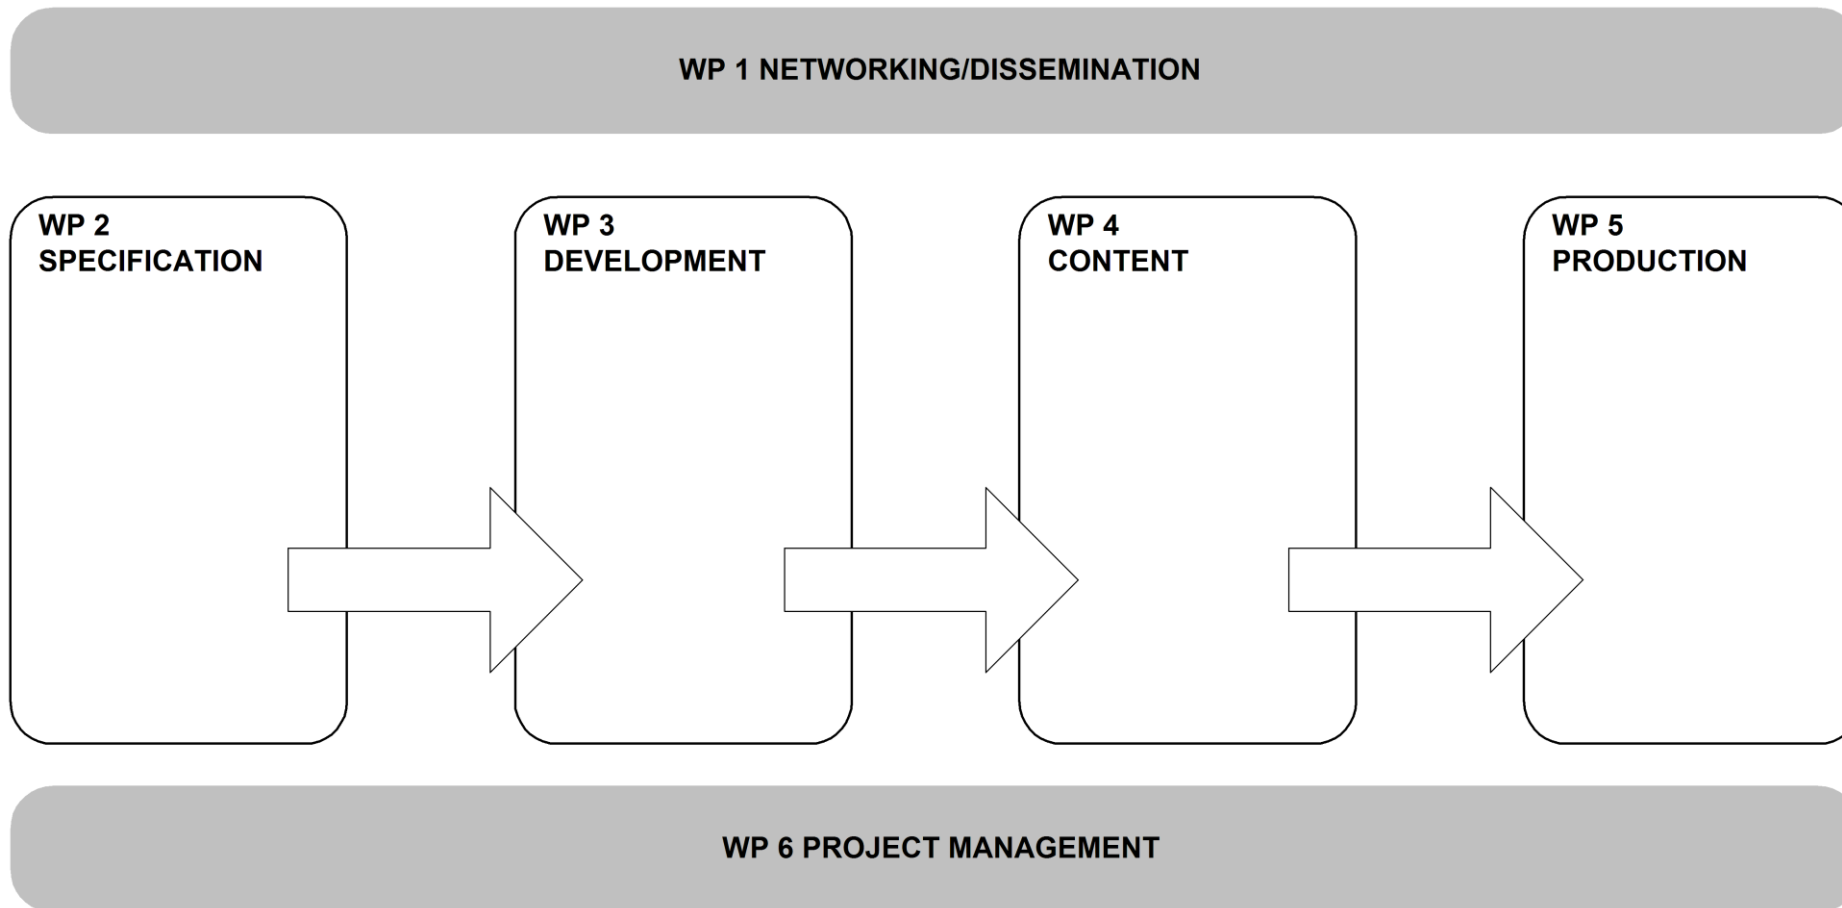 WP 1 NETWORKING/DISSEMINATION
WP 2
SPECIFICATION
WP 3
DEVELOPMENT
WP 4
CONTENT
WP 5
PRODUCTION
WP 6 PROJECT MANAGEMENT